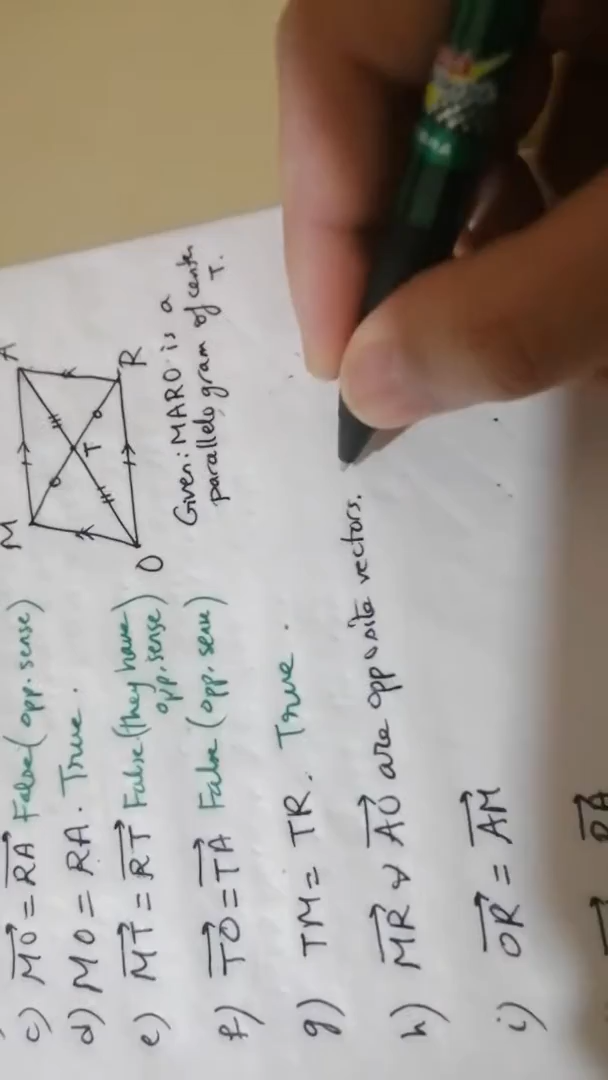 c) MO = RA False (opp. sense)
d) MO = RA. True.
e) MT = RT False (they have
opp. sense)
f) TO = TA False (opp. sense)
g) TM = TR. True.
h) MR & AO are opposite vectors.
i) OR = AM
RA
M
A
T
O
R
Given: MARO is a
parallelogram of center
T.